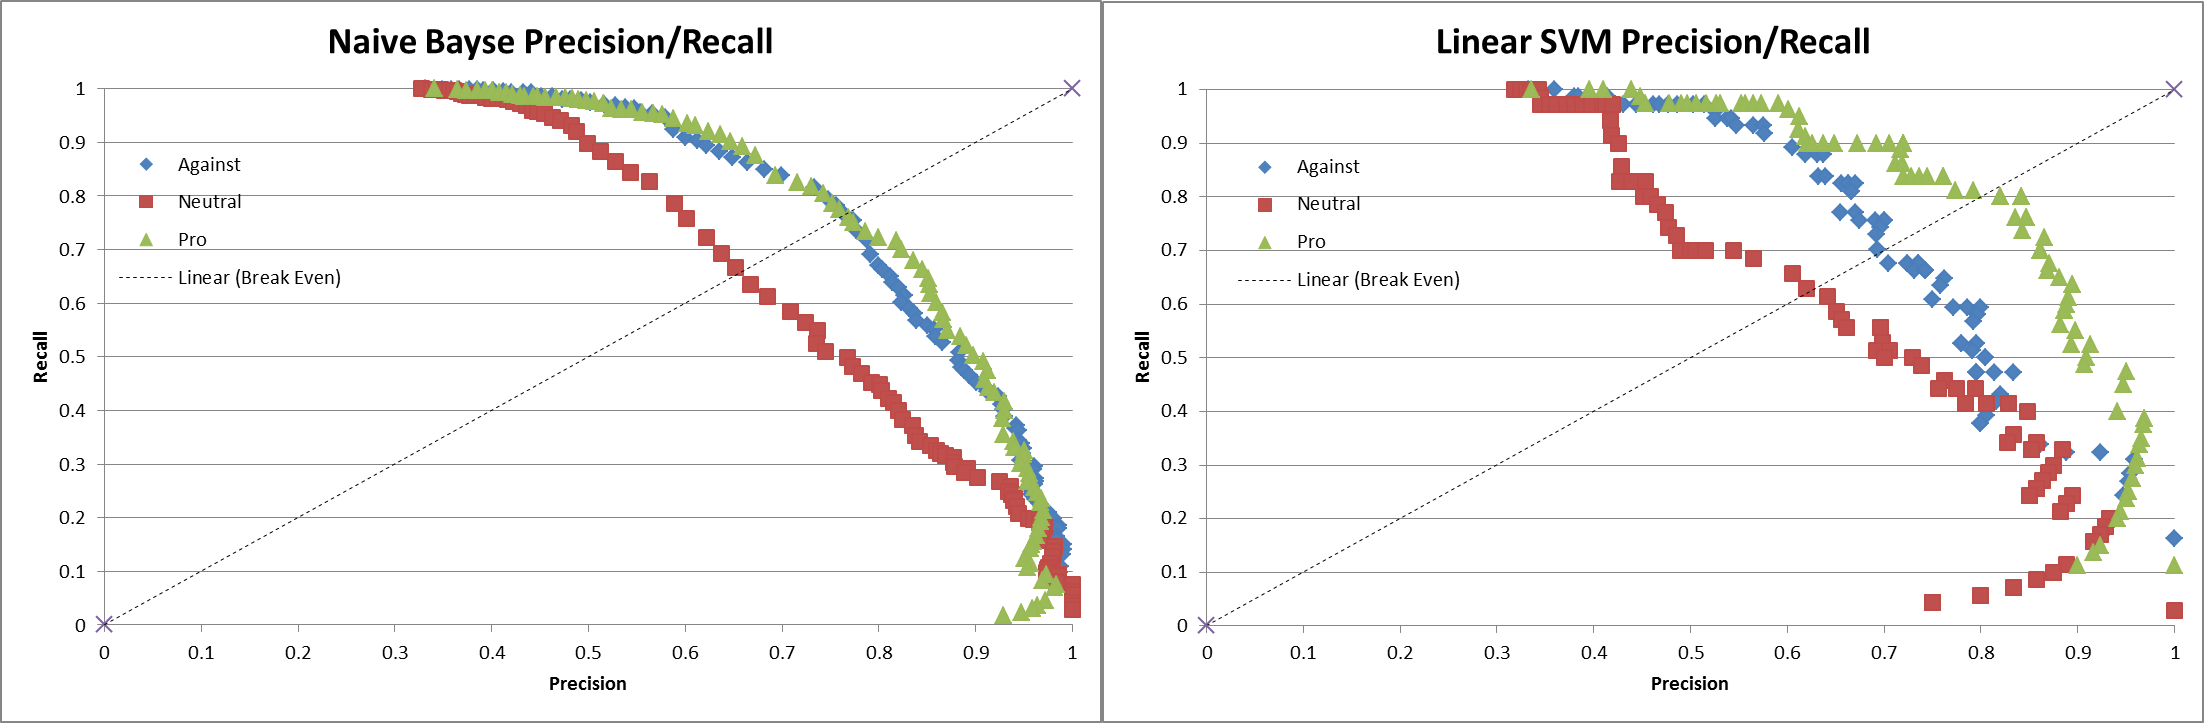 Naive Bayse Precision/Recall
1
0.9
0.8
0.7
0.6
0.5
0.4
0.3
0.2
0.1
0
Recall
Against
Neutral
Pro
Linear (Break Even)
0 0.1 0.2 0.3 0.4 0.5 0.6 0.7 0.8 0.9 1
Precision
Linear SVM Precision/Recall
1
0.9
0.8
0.7
0.6
0.5
0.4
0.3
0.2
0.1
0
Recall
Against
Neutral
Pro
Linear (Break Even)
0 0.1 0.2 0.3 0.4 0.5 0.6 0.7 0.8 0.9 1
Precision